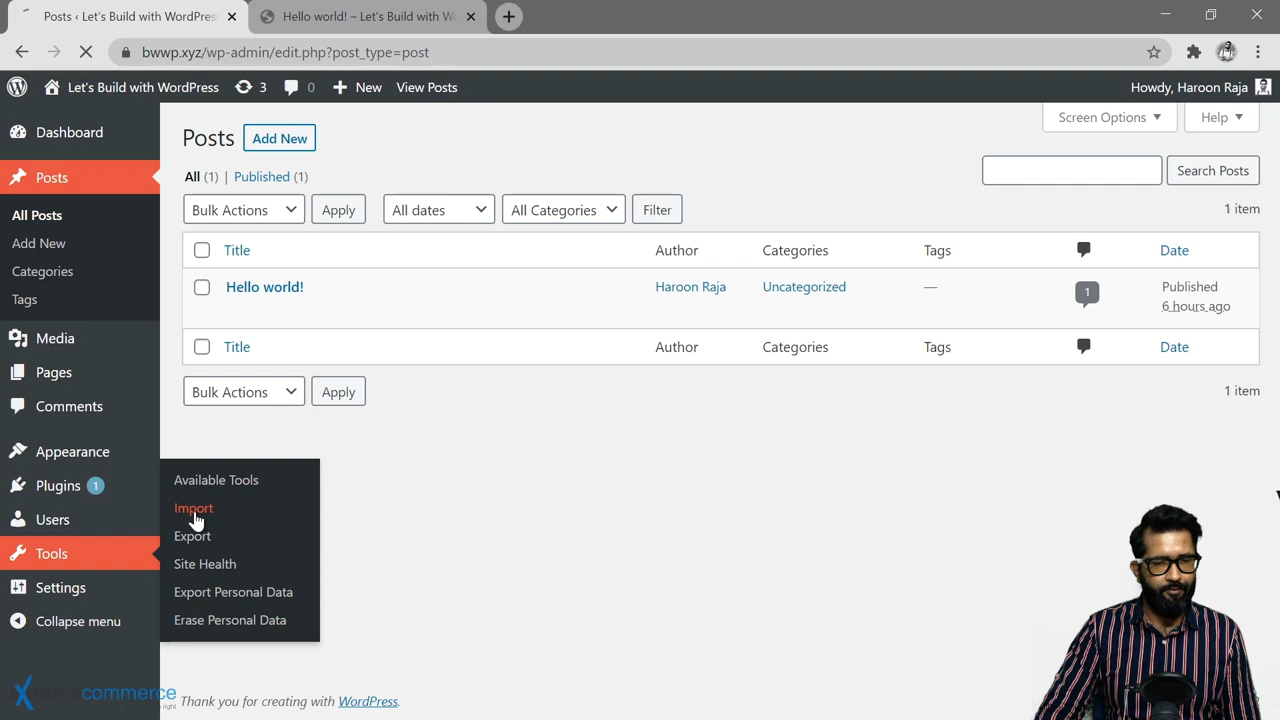 Posts ‹ Let's Build with WordPres
Hello world! – Let's Build with Wo
bwwp.xyz/wp-admin/edit.php?post_type=post
Let's Build with WordPress 3 0 New View Posts Howdy, Haroon Raja
Dashboard
Posts
All Posts
Add New
Categories
Tags
Media
Pages
Comments
Appearance
Plugins 1
Users
Tools
Settings
Collapse menu
Available Tools
Import
Export
Site Health
Export Personal Data
Erase Personal Data
Screen Options Help
Posts Add New
All (1) | Published (1)
Search Posts
Bulk Actions Apply All dates All Categories Filter 1 item
Title Author Categories Tags Date
Hello world! Haroon Raja Uncategorized — 1 Published
6 hours ago
Title Author Categories Tags Date
Bulk Actions Apply 1 item
commerce
Thank you for creating with WordPress.